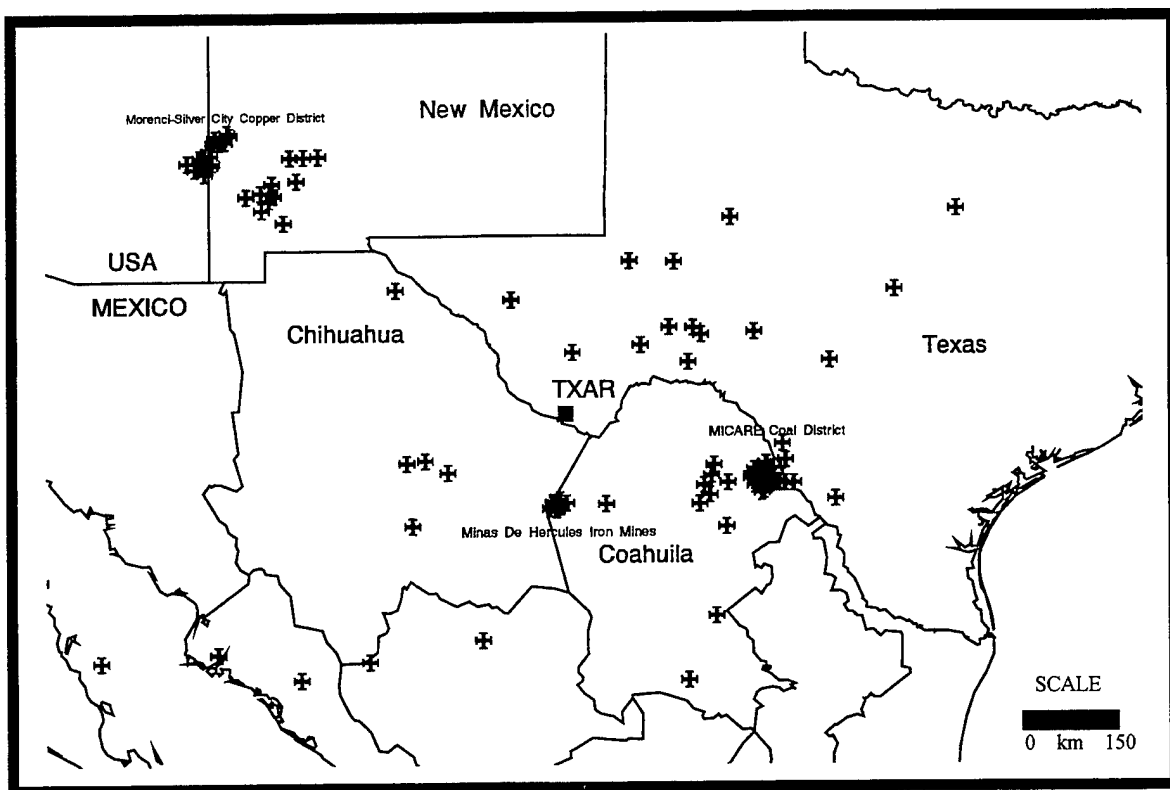 New Mexico
Morenci-Silver City Copper District
USA
MEXICO
Chihuahua
Texas
TXAR
MICARE Coal District
Minas De Hercules Iron Mines
Coahuila
SCALE
0 km 150